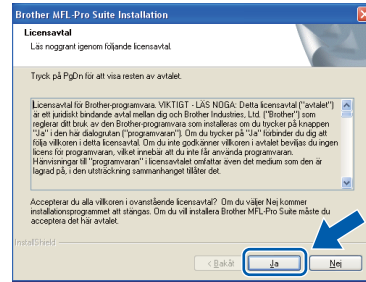 Brother MFL-Pro Suite Installation
Licensavtal
Läs noggrant igenom följande licensavtal.
Tryck på PgDn för att visa resten av avtalet.
Licensavtal för Brother-programvara. VIKTIGT - LÄS NOGA: Detta licensavtal ("avtalet")
är ett juridiskt bindande avtal mellan dig och Brother Industries, Ltd. ("Brother") som
reglerar ditt bruk av den Brother-programvara som installeras om du trycker på knappen
"Ja" i den här dialogrutan ("programvaran"). Om du trycker på "Ja" förbinder du dig att
följa villkoren i detta avtal. Om du inte godkänner villkoren i avtalet beviljas du ingen
licens för programvaran, vilket innebär att du inte får använda programvaran.
Hänvisningar till "programvaran" i licensavtalet omfattar även det medium som den är
lagrad på, i den utsträckning sammanhanget tillåter det.
Accepterar du alla villkoren i ovanstående licensavtal? Om du väljer Nej kommer
installationsprogrammet att stängas. Om du vill installera Brother MFL-Pro Suite måste du
acceptera det här avtalet.
InstallShield
< Bakåt
Ja
Nej